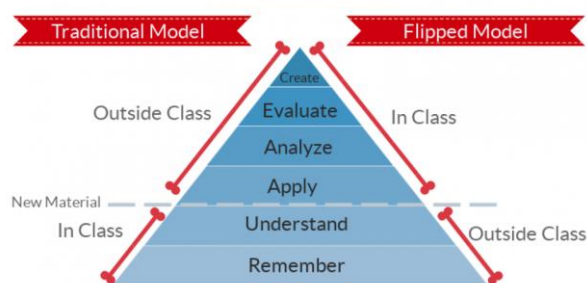 Traditional Model
Flipped Model
Create
Outside Class
Evaluate
In Class
Analyze
Apply
New Material
In Class
Understand
Outside Class
Remember